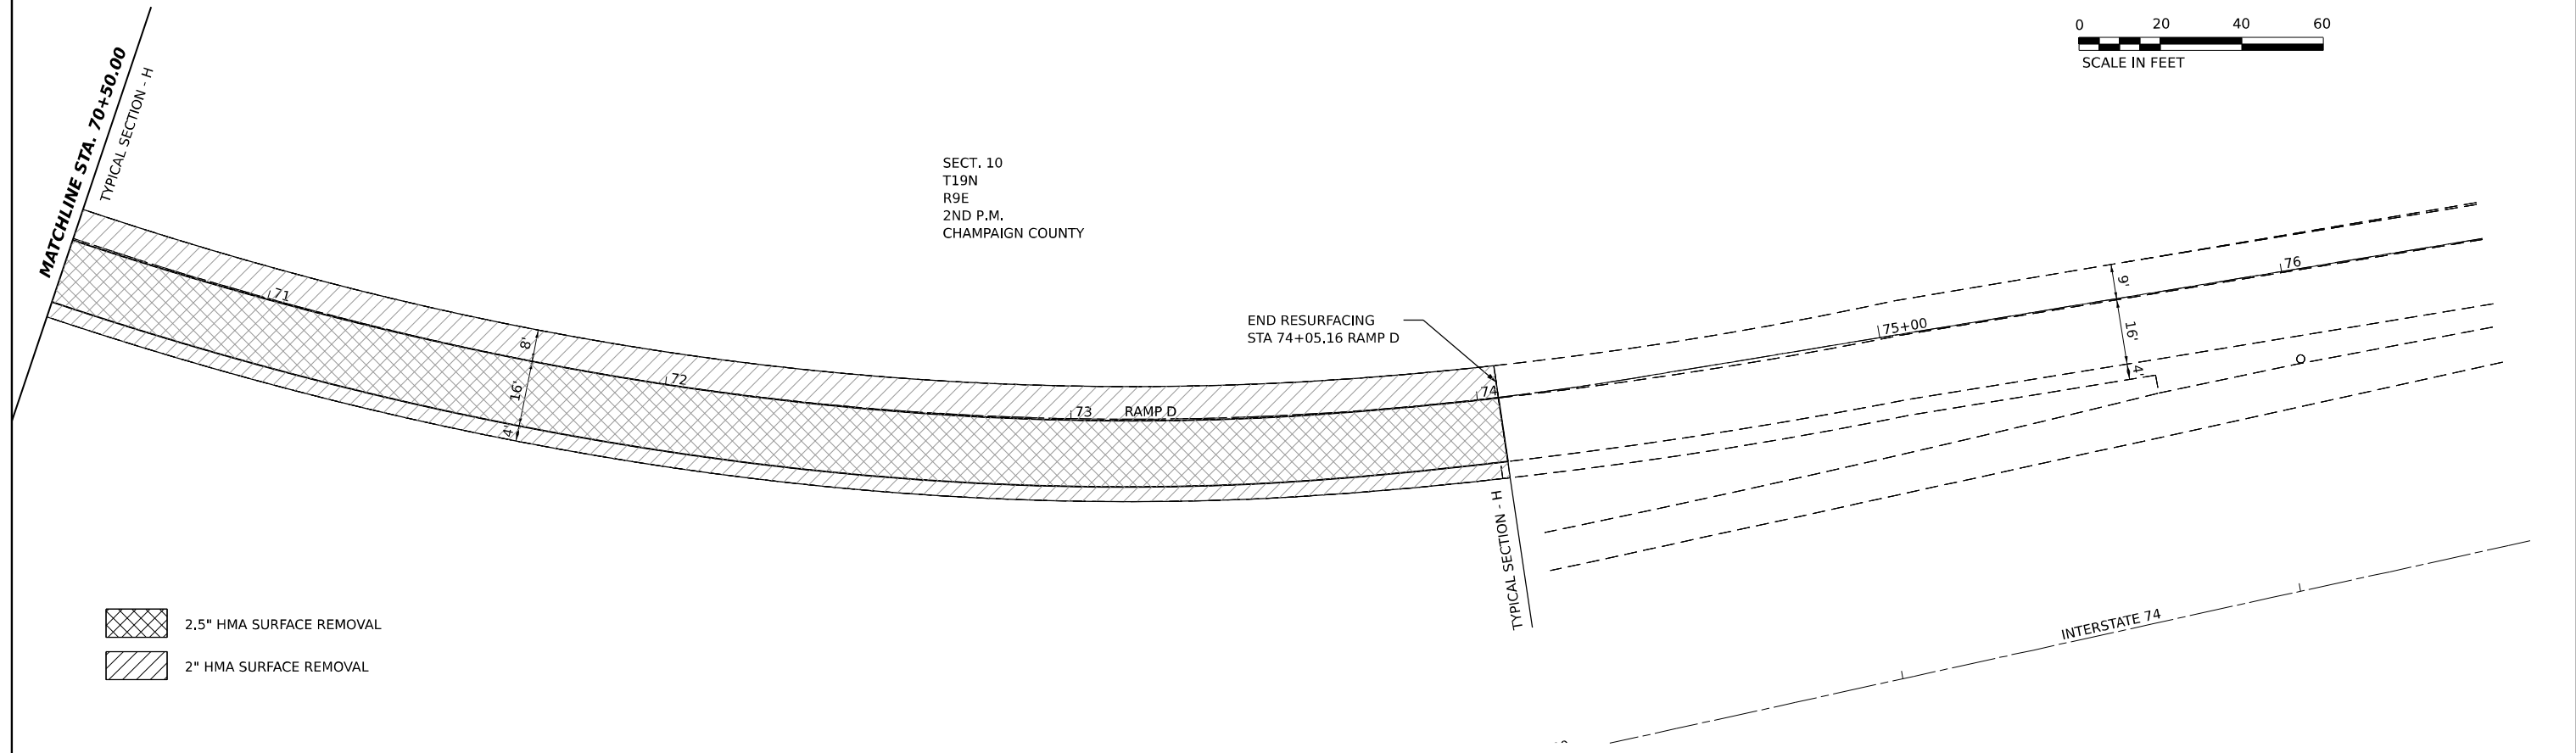 MATCHLINE STA. 70+50.00
TYPICAL SECTION - H
0 20 40 60
SCALE IN FEET
SECT. 10
T19N
R9E
2ND P.M.
CHAMPAIGN COUNTY
71
8'
16'
4'
72
73
RAMP D
END RESURFACING
STA 74+05.16 RAMP D
74
TYPICAL SECTION - H
75+00
9'
16'
4'
76
INTERSTATE 74
2.5" HMA SURFACE REMOVAL
2" HMA SURFACE REMOVAL